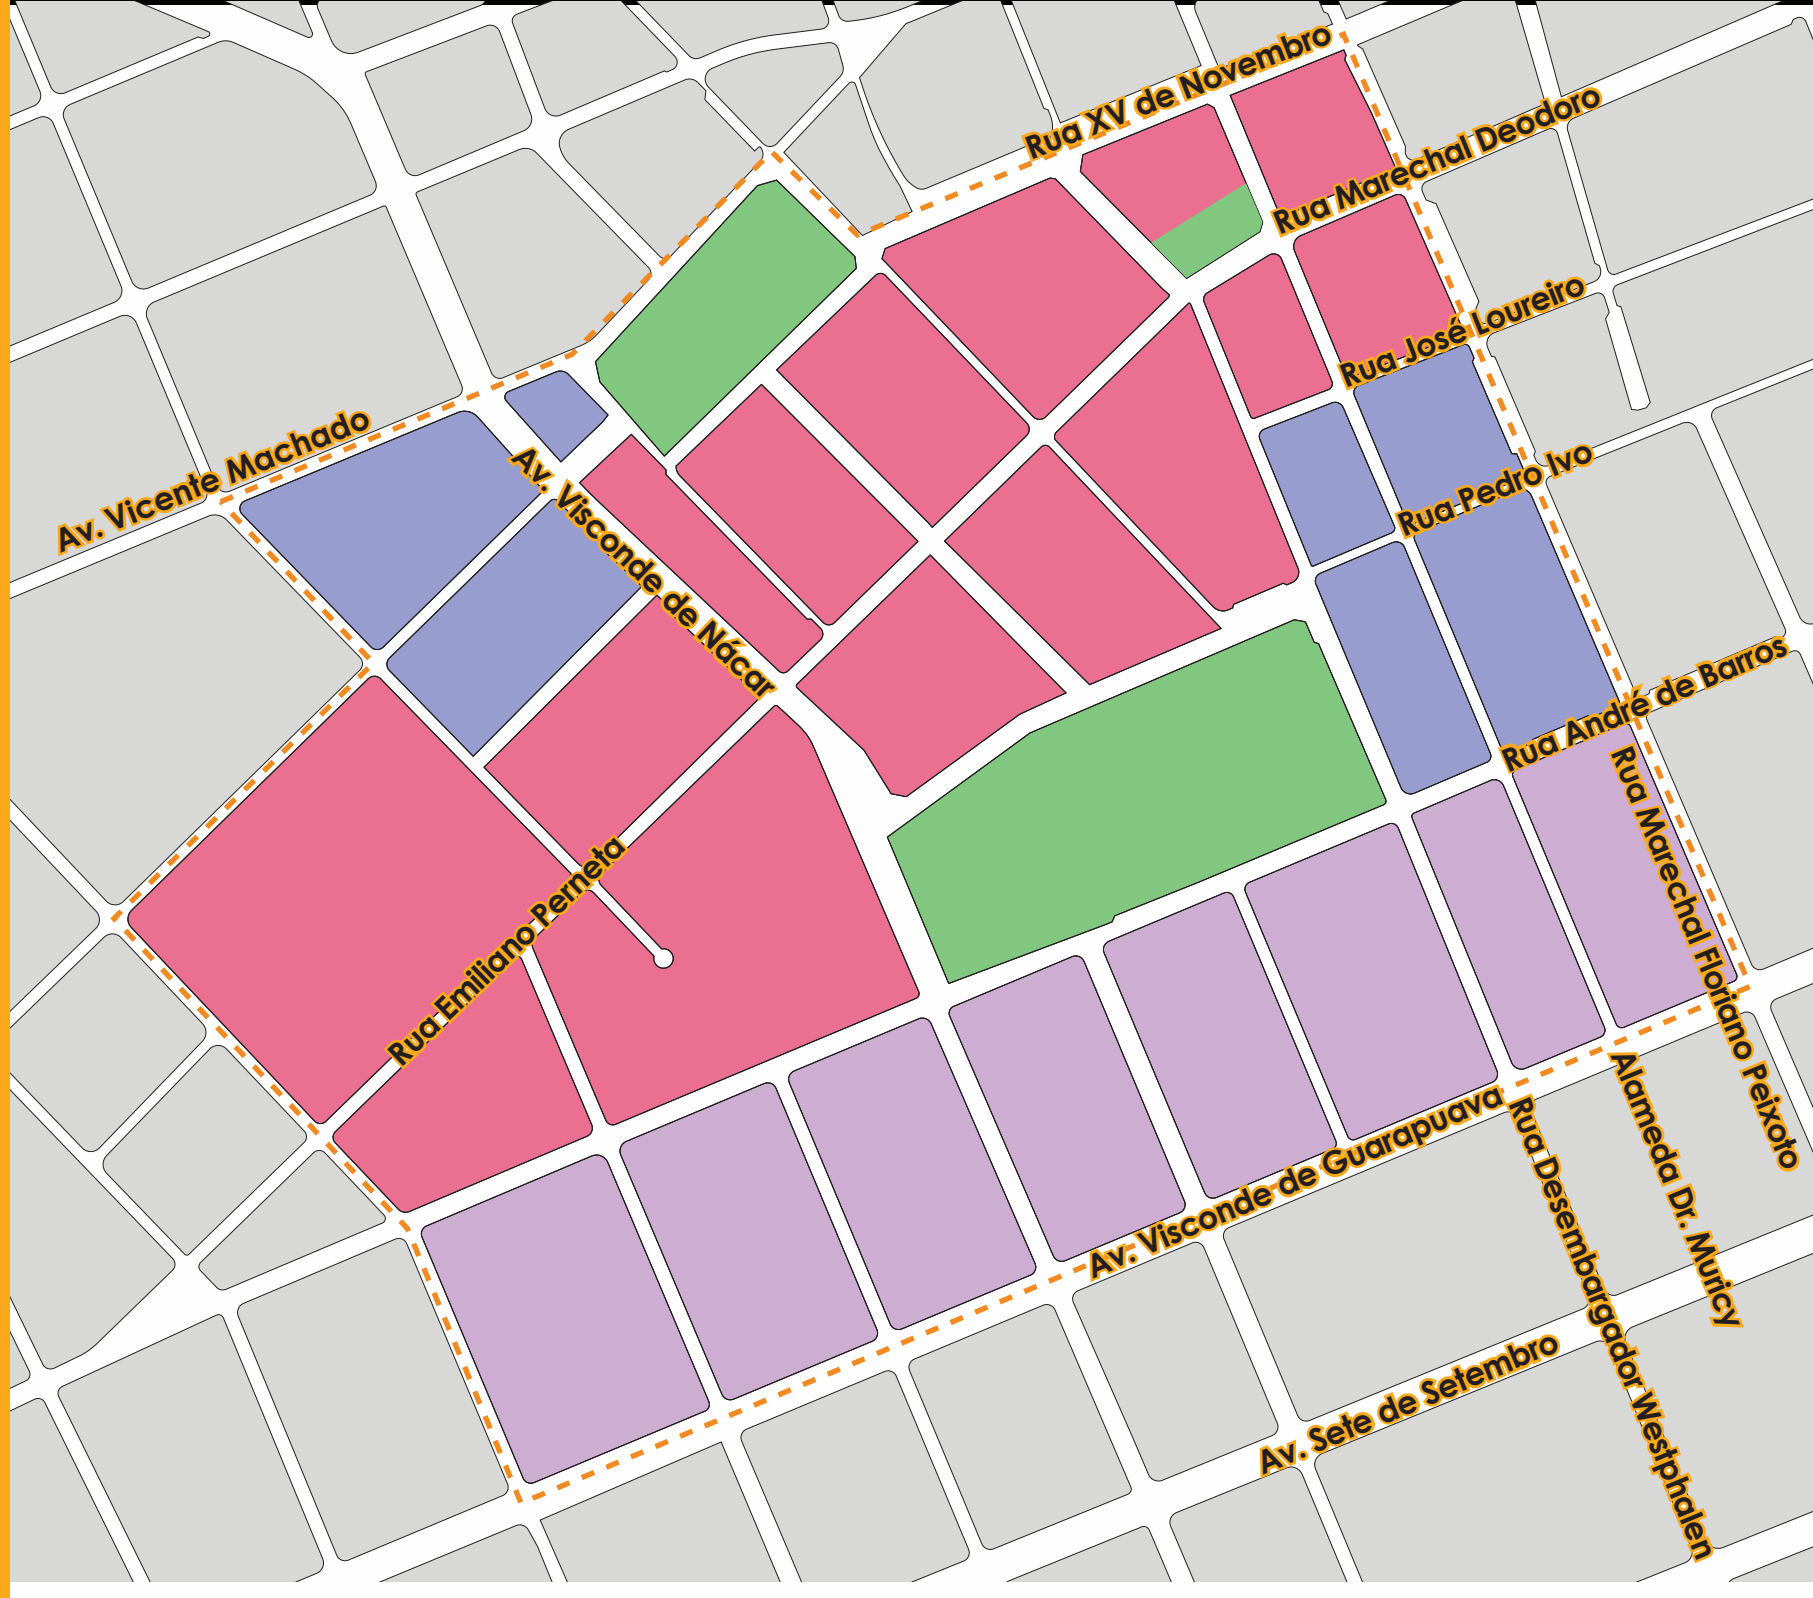 Rua XV de Novembro
Rua Marechal Deodoro
Rua José Loureiro
Av. Vicente Machado
Av. Visconde de Nácar
Rua Pedro Ivo
Rua André de Barros
Rua Emiliano Perneta
Rua Marechal Floriano Peixoto
Alameda Dr. Muricy
Av. Visconde de Guarapuava
Rua Desembargador Westphalen
Av. Sete de Setembro